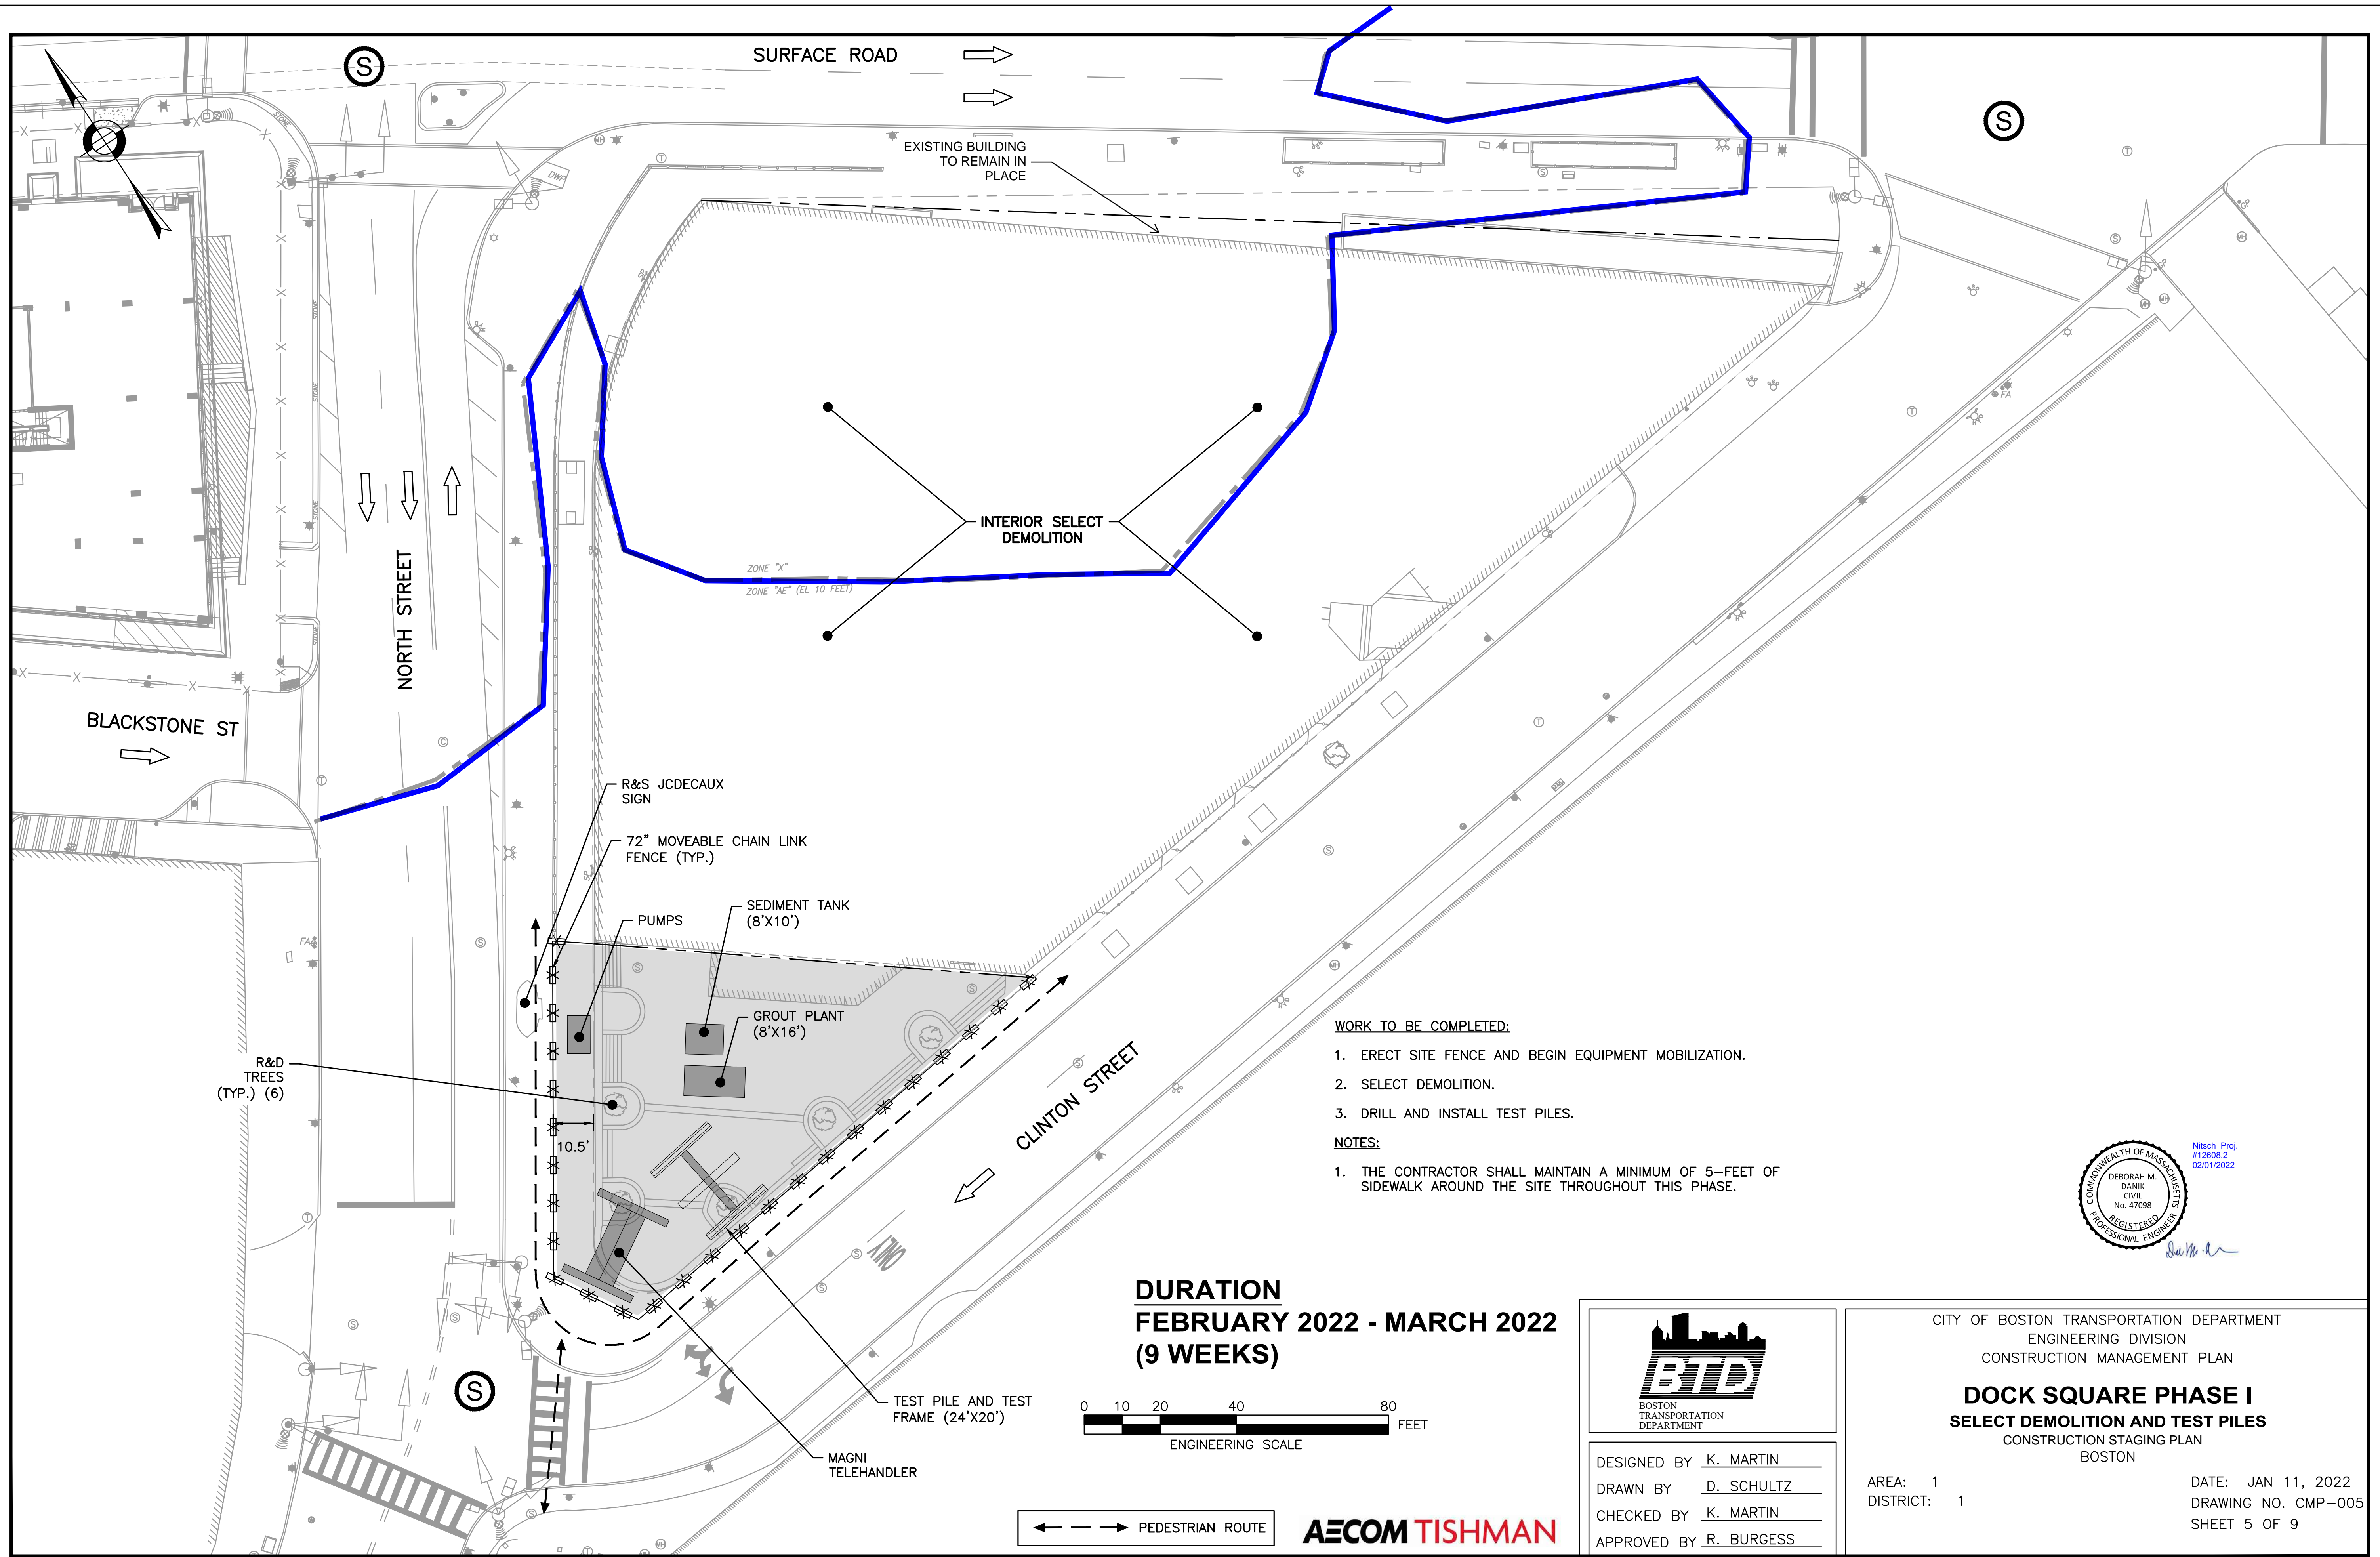 SURFACE ROAD
S
S
EXISTING BUILDING
TO REMAIN IN
PLACE
DWP
STONE
STONE
STONE
STONE
STONE
INTERIOR SELECT
DEMOLITION
ZONE "X"
ZONE "AE" (EL 10 FEET)
NORTH STREET
BLACKSTONE ST
R&S JCDECAUX
SIGN
72" MOVEABLE CHAIN LINK
FENCE (TYP.)
PUMPS
SEDIMENT TANK
(8'X10')
GROUT PLANT
(8'X16')
R&D
TREES
(TYP.) (6)
10.5'
CLINTON STREET
ONLY
S
TEST PILE AND TEST
FRAME (24'X20')
MAGNI
TELEHANDLER
WORK TO BE COMPLETED:
1. ERECT SITE FENCE AND BEGIN EQUIPMENT MOBILIZATION.
2. SELECT DEMOLITION.
3. DRILL AND INSTALL TEST PILES.
NOTES:
1. THE CONTRACTOR SHALL MAINTAIN A MINIMUM OF 5-FEET OF
SIDEWALK AROUND THE SITE THROUGHOUT THIS PHASE.
COMMONWEALTH OF MASSACHUSETTS
DEBORAH M.
DANIK
CIVIL
No. 47098
REGISTERED
PROFESSIONAL ENGINEER
Nitsch Proj.
#12608.2
02/01/2022
DURATION
FEBRUARY 2022 - MARCH 2022
(9 WEEKS)
0 10 20 40 80
FEET
ENGINEERING SCALE
PEDESTRIAN ROUTE
AECOM TISHMAN
BTD
BOSTON
TRANSPORTATION
DEPARTMENT
DESIGNED BY K. MARTIN
DRAWN BY D. SCHULTZ
CHECKED BY K. MARTIN
APPROVED BY R. BURGESS
CITY OF BOSTON TRANSPORTATION DEPARTMENT
ENGINEERING DIVISION
CONSTRUCTION MANAGEMENT PLAN
DOCK SQUARE PHASE I
SELECT DEMOLITION AND TEST PILES
CONSTRUCTION STAGING PLAN
BOSTON
AREA: 1
DISTRICT: 1
DATE: JAN 11, 2022
DRAWING NO. CMP-005
SHEET 5 OF 9